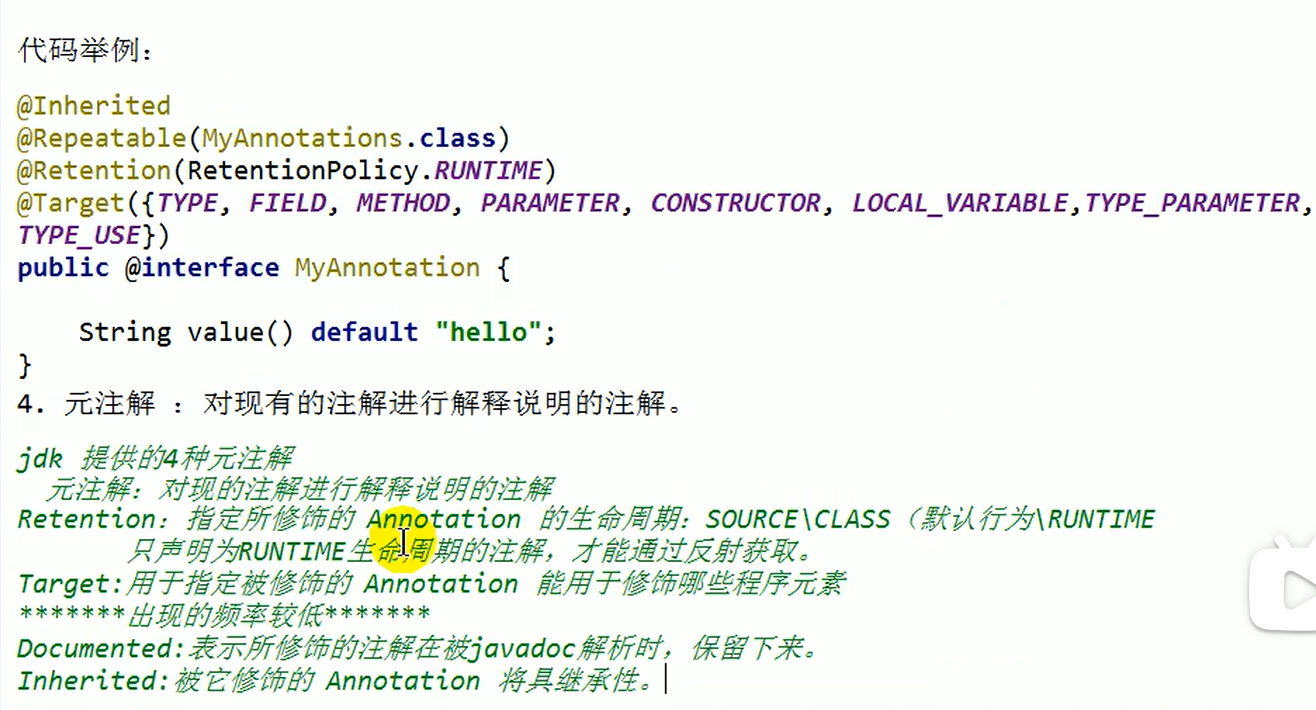 代码举例：
@Inherited
@Repeatable(MyAnnotations.class)
@Retention(RetentionPolicy.RUNTIME)
@Target({TYPE, FIELD, METHOD, PARAMETER, CONSTRUCTOR, LOCAL_VARIABLE,TYPE_PARAMETER,
TYPE_USE})
public @interface MyAnnotation {
    String value() default "hello";
}
4. 元注解 ：对现有的注解进行解释说明的注解。
jdk 提供的4种元注解
元注解：对现的注解进行解释说明的注解
Retention：指定所修饰的 Annotation 的生命周期：SOURCE\CLASS（默认行为\RUNTIME
只声明为RUNTIME生命周期的注解，才能通过反射获取。
Target:用于指定被修饰的 Annotation 能用于修饰哪些程序元素
*******出现的频率较低*******
Documented:表示所修饰的注解在被javadoc解析时，保留下来。
Inherited:被它修饰的 Annotation 将具继承性。